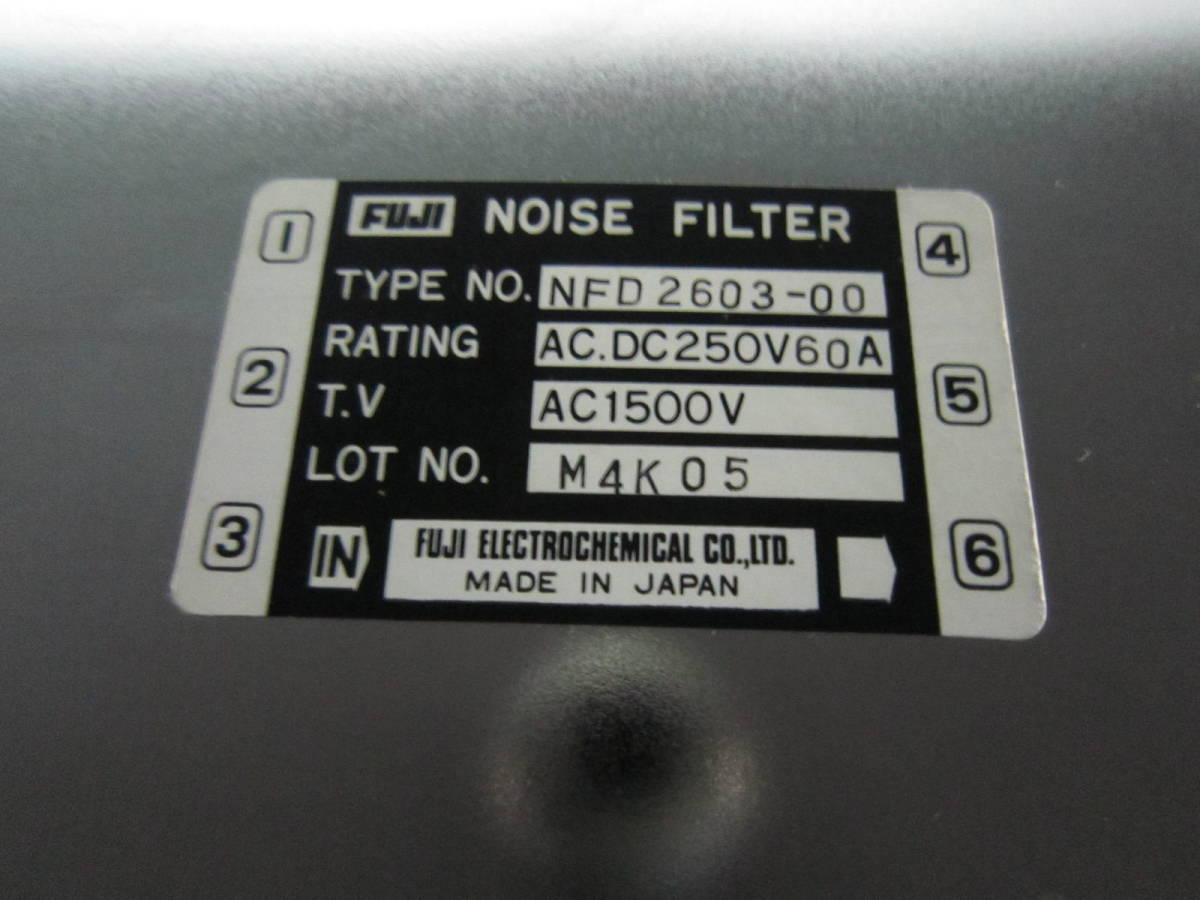 FUJI NOISE FILTER
TYPE NO. NFD2603-00
RATING AC.DC250V60A
T.V AC1500V
LOT NO. M4K05
IN FUJI ELECTROCHEMICAL CO.,LTD.
MADE IN JAPAN
1
2
3
4
5
6